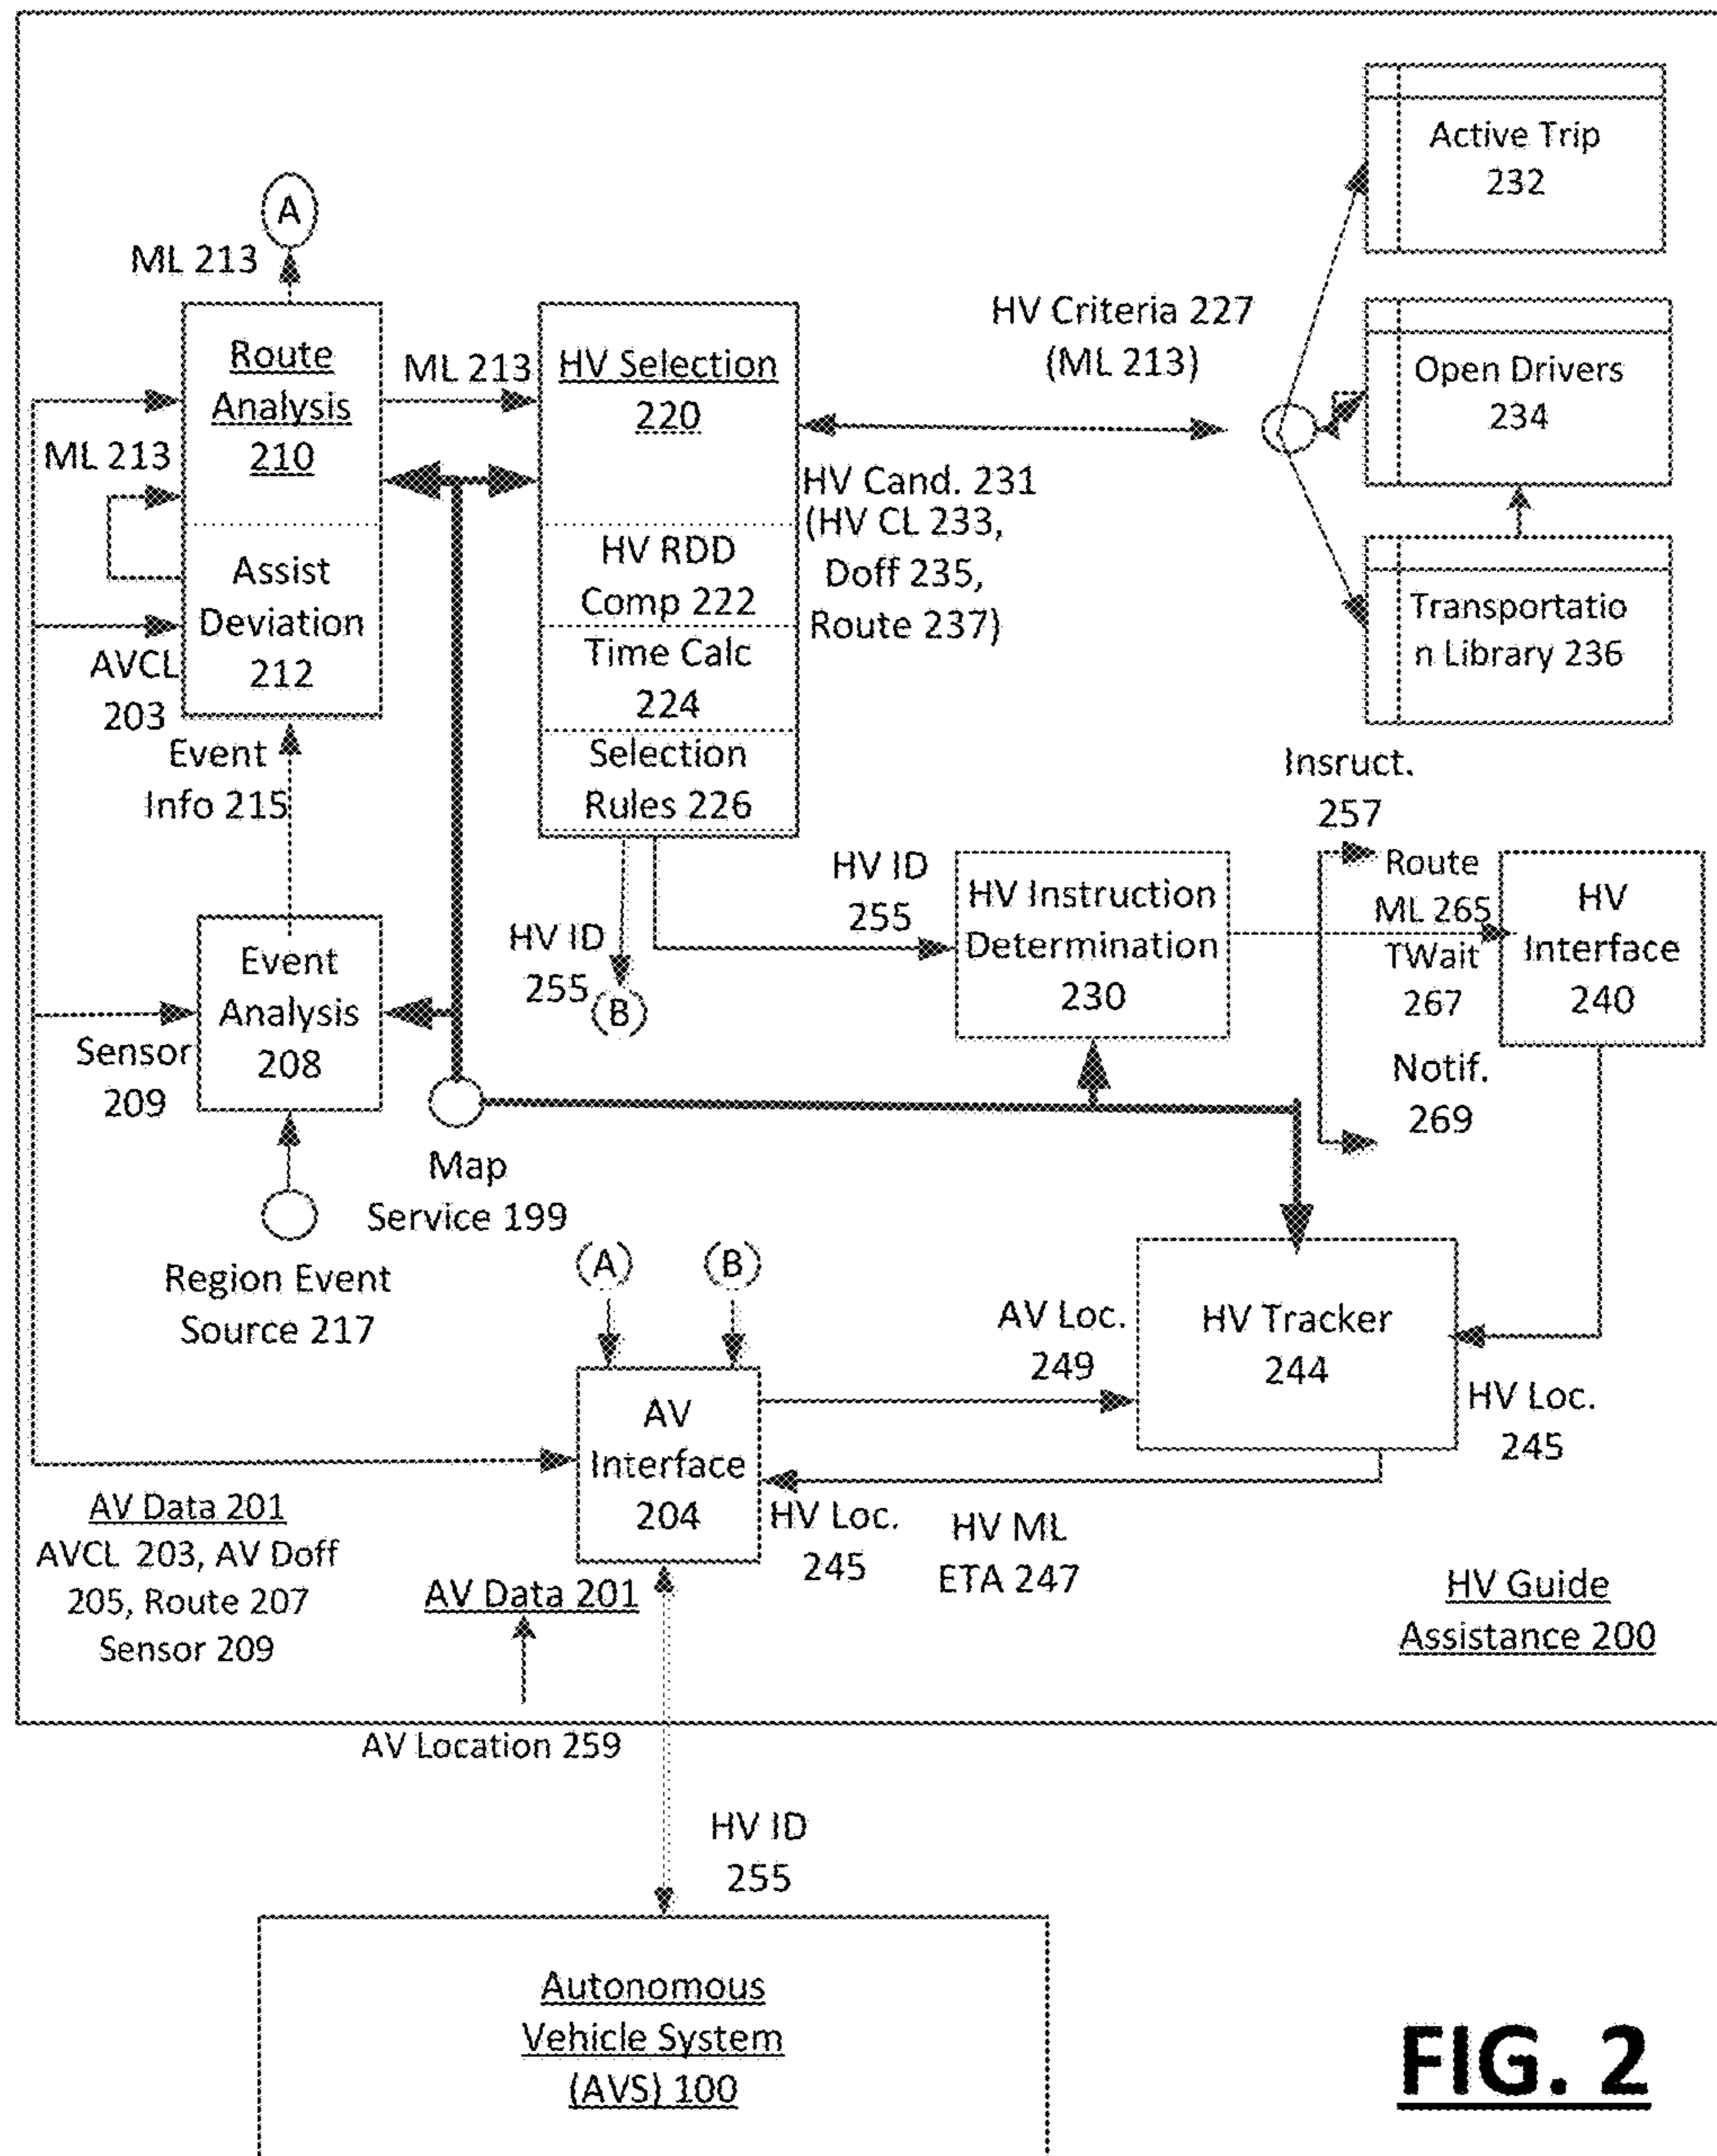 Active Trip
232
A
ML 213
HV Criteria 227
(ML 213)
Route
Analysis
210
ML 213
HV Selection
220
Open Drivers
234
ML 213
HV Cand. 231
(HV CL 233,
Doff 235,
Route 237)
HV RDD
Comp 222
Assist
Deviation
212
AVCL
203
Time Calc
224
Transportatio
n Library 236
Selection
Rules 226
Event
Info 215
Insruct.
257
HV ID
255
HV Instruction
Determination
230
Route
ML 265
TWait
267
HV
Interface
240
HV ID
255
B
Event
Analysis
208
Sensor
209
Notif.
269
Map
Service 199
Region Event
Source 217
A
B
AV Loc.
249
HV Tracker
244
HV Loc.
245
AV
Interface
204
HV Loc.
245
HV ML
ETA 247
AV Data 201
AVCL 203, AV Doff
205, Route 207
Sensor 209
AV Data 201
HV Guide
Assistance 200
AV Location 259
HV ID
255
Autonomous
Vehicle System
(AVS) 100
FIG. 2